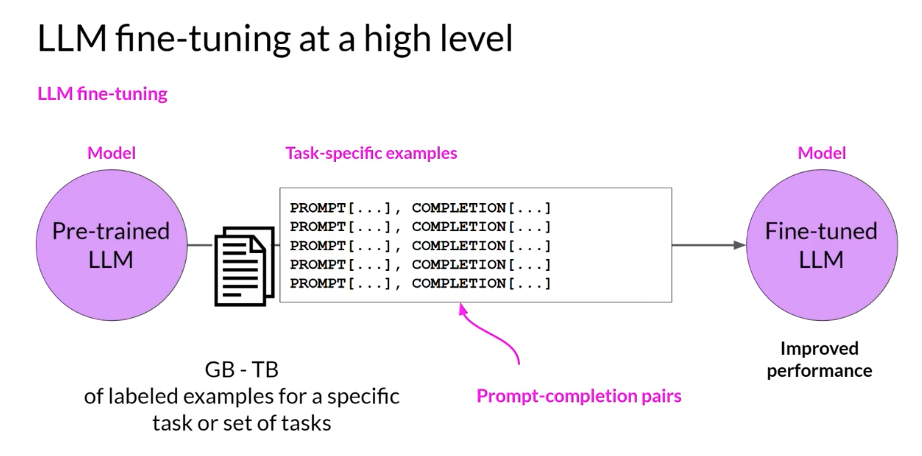 LLM fine-tuning at a high level
LLM fine-tuning
Model
Task-specific examples
Model
Pre-trained
LLM
PROMPT[...], COMPLETION[...]
PROMPT[...], COMPLETION[...]
PROMPT[...], COMPLETION[...]
PROMPT[...], COMPLETION[...]
PROMPT[...], COMPLETION[...]
Fine-tuned
LLM
Improved
performance
GB - TB
of labeled examples for a specific
task or set of tasks
Prompt-completion pairs